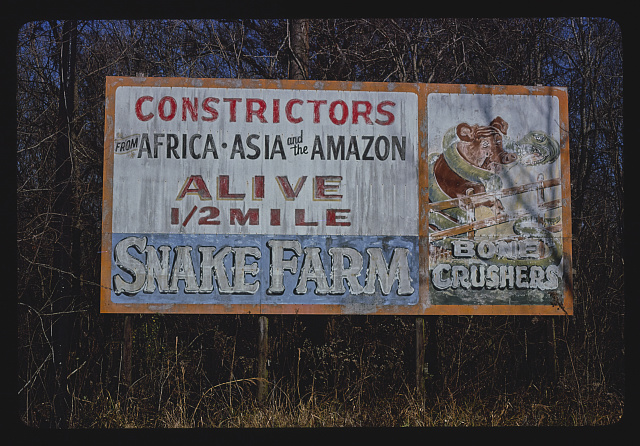 CONSTRICTORS
FROM AFRICA · ASIA and the AMAZON
ALIVE
1/2 MILE
SNAKE FARM
BONE
CRUSHERS